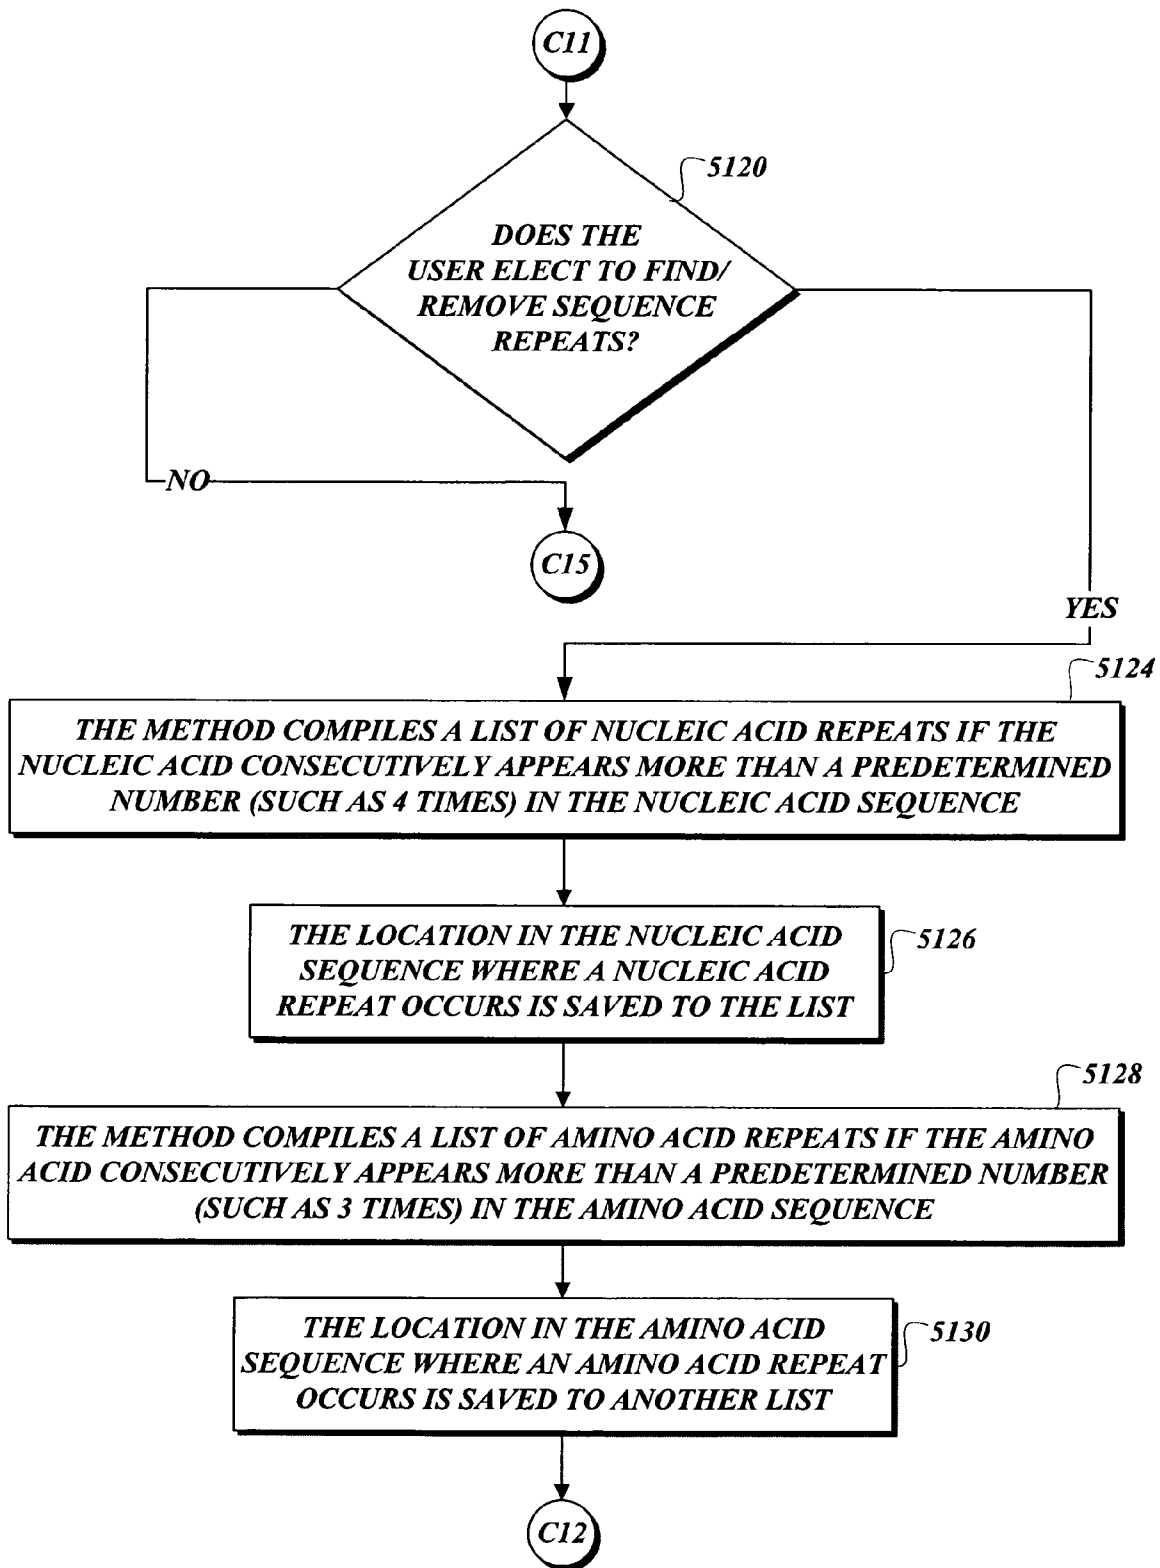 C11
5120
DOES THE
USER ELECT TO FIND/
REMOVE SEQUENCE
REPEATS?
NO
C15
YES
5124
THE METHOD COMPILES A LIST OF NUCLEIC ACID REPEATS IF THE
NUCLEIC ACID CONSECUTIVELY APPEARS MORE THAN A PREDETERMINED
NUMBER (SUCH AS 4 TIMES) IN THE NUCLEIC ACID SEQUENCE
5126
THE LOCATION IN THE NUCLEIC ACID
SEQUENCE WHERE A NUCLEIC ACID
REPEAT OCCURS IS SAVED TO THE LIST
5128
THE METHOD COMPILES A LIST OF AMINO ACID REPEATS IF THE AMINO
ACID CONSECUTIVELY APPEARS MORE THAN A PREDETERMINED NUMBER
(SUCH AS 3 TIMES) IN THE AMINO ACID SEQUENCE
5130
THE LOCATION IN THE AMINO ACID
SEQUENCE WHERE AN AMINO ACID REPEAT
OCCURS IS SAVED TO ANOTHER LIST
C12